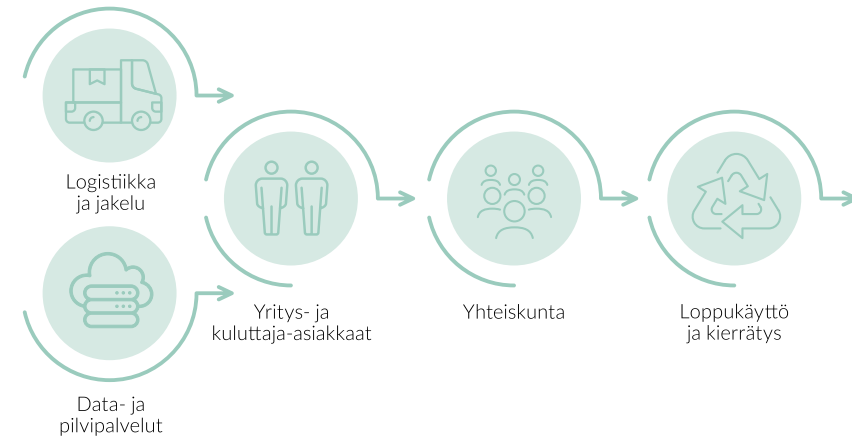 Logistiikka
ja jakelu
Data- ja
pilvipalvelut
Yritys- ja
kuluttaja-asiakkaat
Yhteiskunta
Loppukäyttö
ja kierrätys